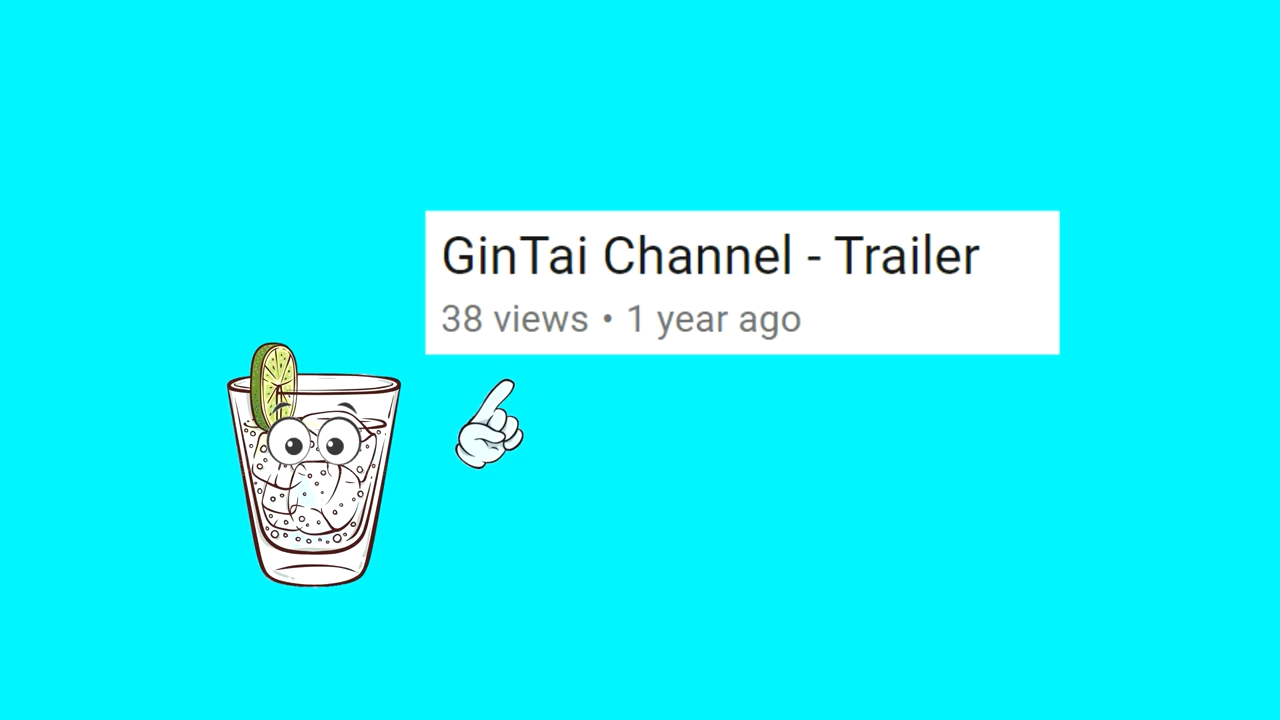 GinTai Channel - Trailer
38 views • 1 year ago